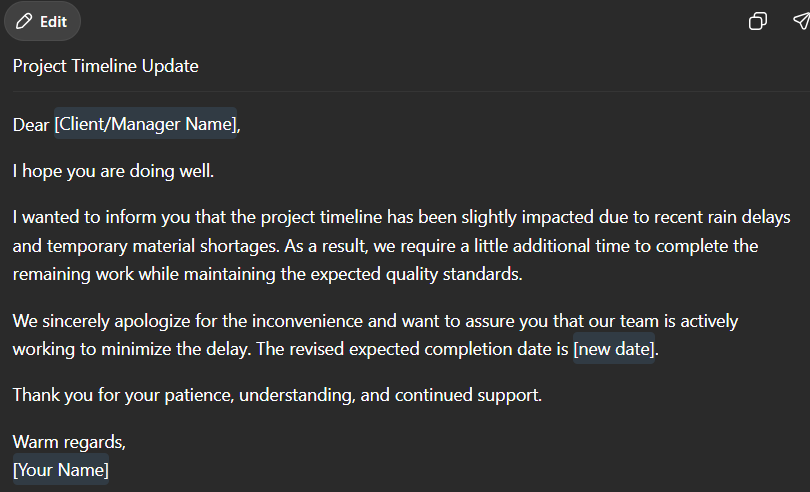 Edit
Project Timeline Update
Dear [Client/Manager Name],
I hope you are doing well.
I wanted to inform you that the project timeline has been slightly impacted due to recent rain delays
and temporary material shortages. As a result, we require a little additional time to complete the
remaining work while maintaining the expected quality standards.
We sincerely apologize for the inconvenience and want to assure you that our team is actively
working to minimize the delay. The revised expected completion date is [new date].
Thank you for your patience, understanding, and continued support.
Warm regards,
[Your Name]